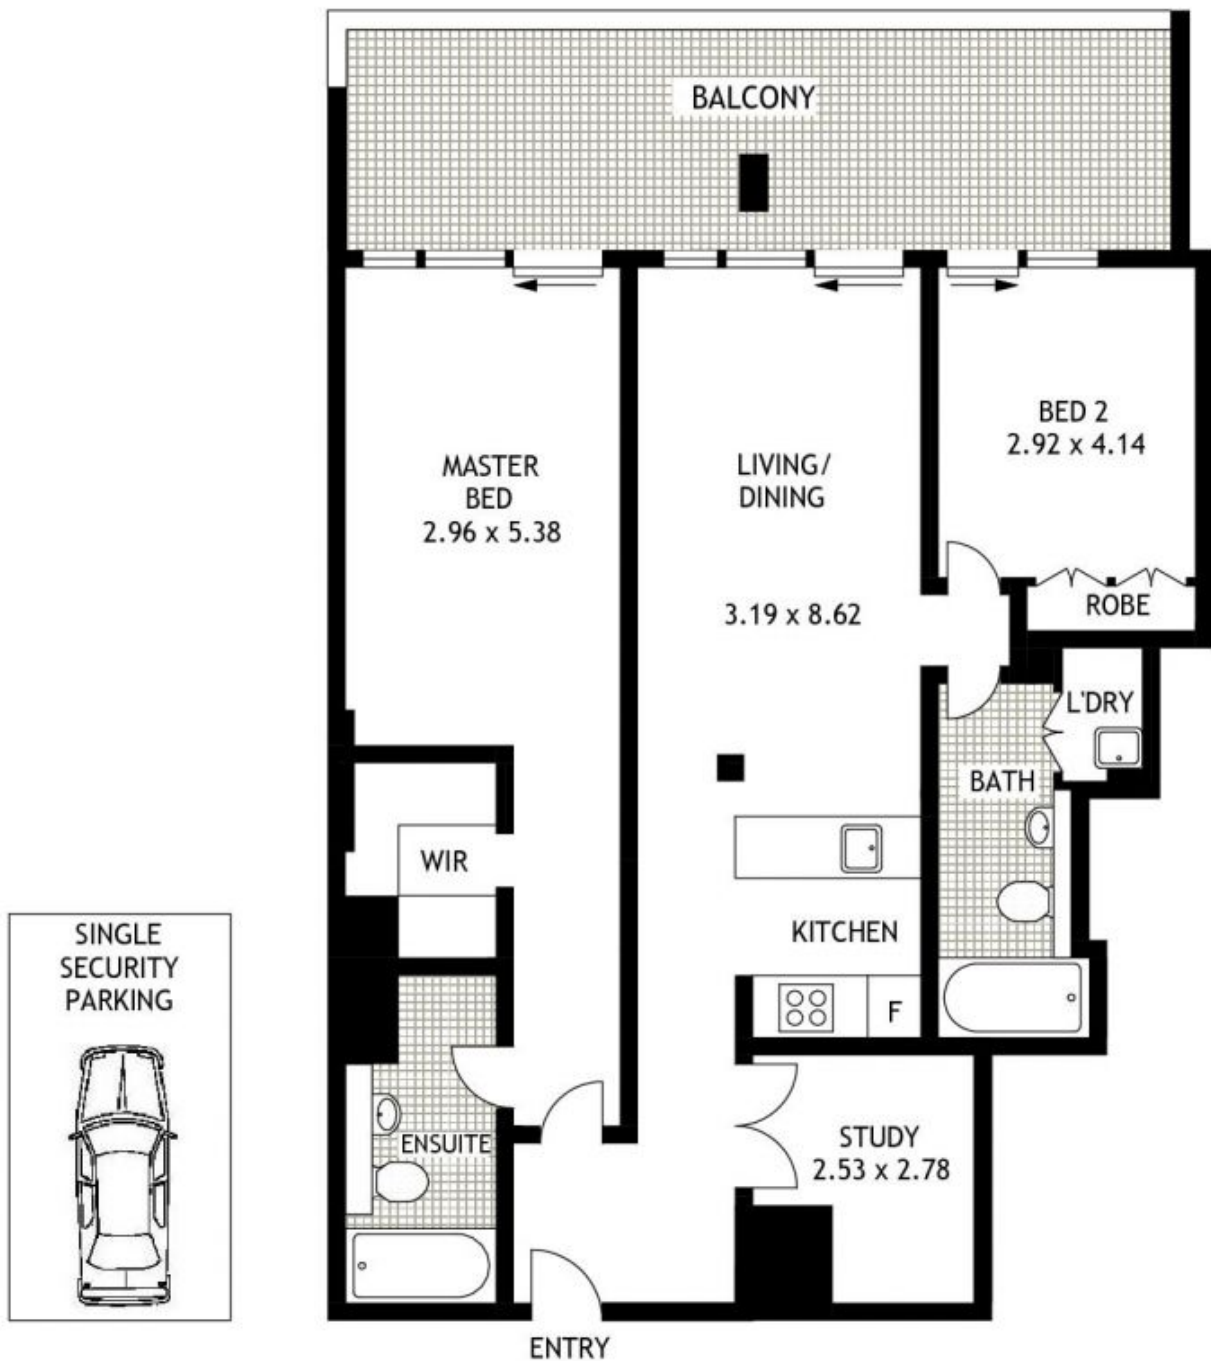 BALCONY
MASTER
BED
2.96 x 5.38
LIVING/
DINING
3.19 x 8.62
BED 2
2.92 x 4.14
ROBE
L'DRY
BATH
WIR
KITCHEN
F
SINGLE
SECURITY
PARKING
ENSUITE
STUDY
2.53 x 2.78
ENTRY